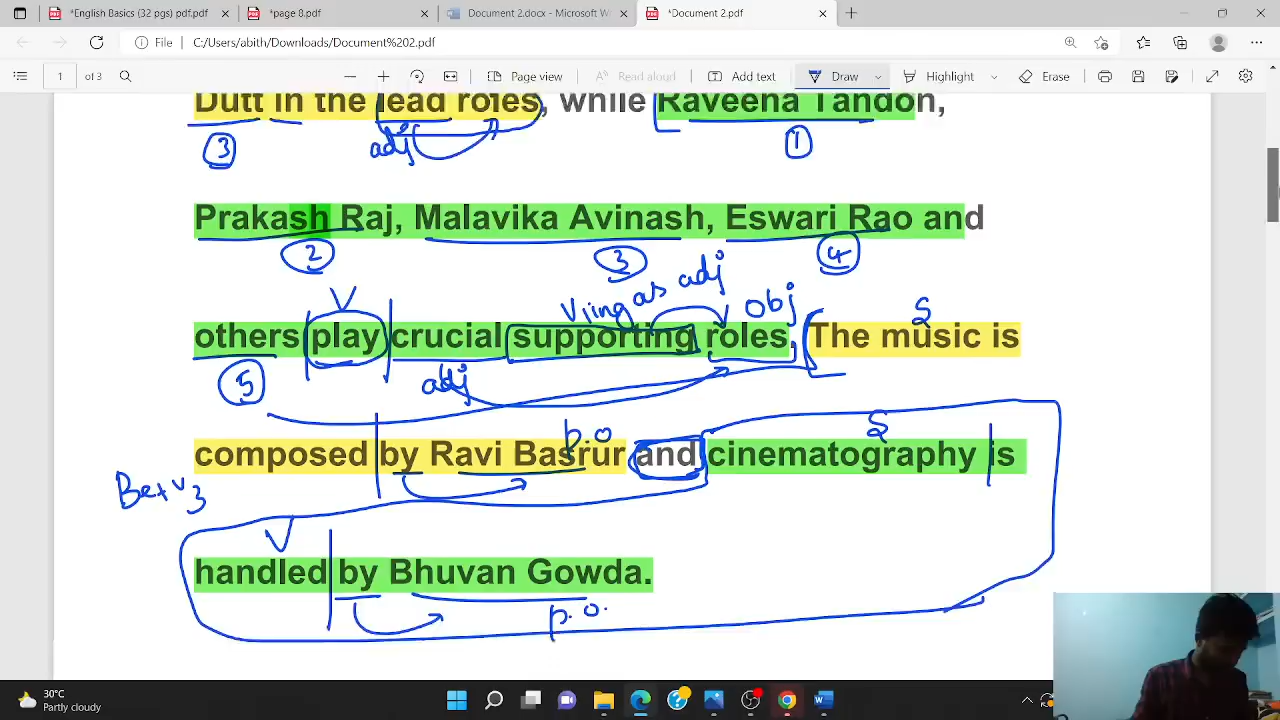 *English Basics (32 pgs) pdf.pdf
*page 8.pdf
Document 2.docx - Microsoft W
*Document 2.pdf
File C:/Users/abith/Downloads/Document%202.pdf
1 of 3 Page view Read aloud Add text Draw Highlight Erase
Dutt in the lead roles, while Raveena Tandon,
3 adj 1
Prakash Raj, Malavika Avinash, Eswari Rao and
2 3 4
V Ving as adj obj S
others play crucial supporting roles. The music is
5 adj
p.o S
composed by Ravi Basrur and cinematography is
Be+V3
V
handled by Bhuvan Gowda.
p.o.
30°C
Partly cloudy